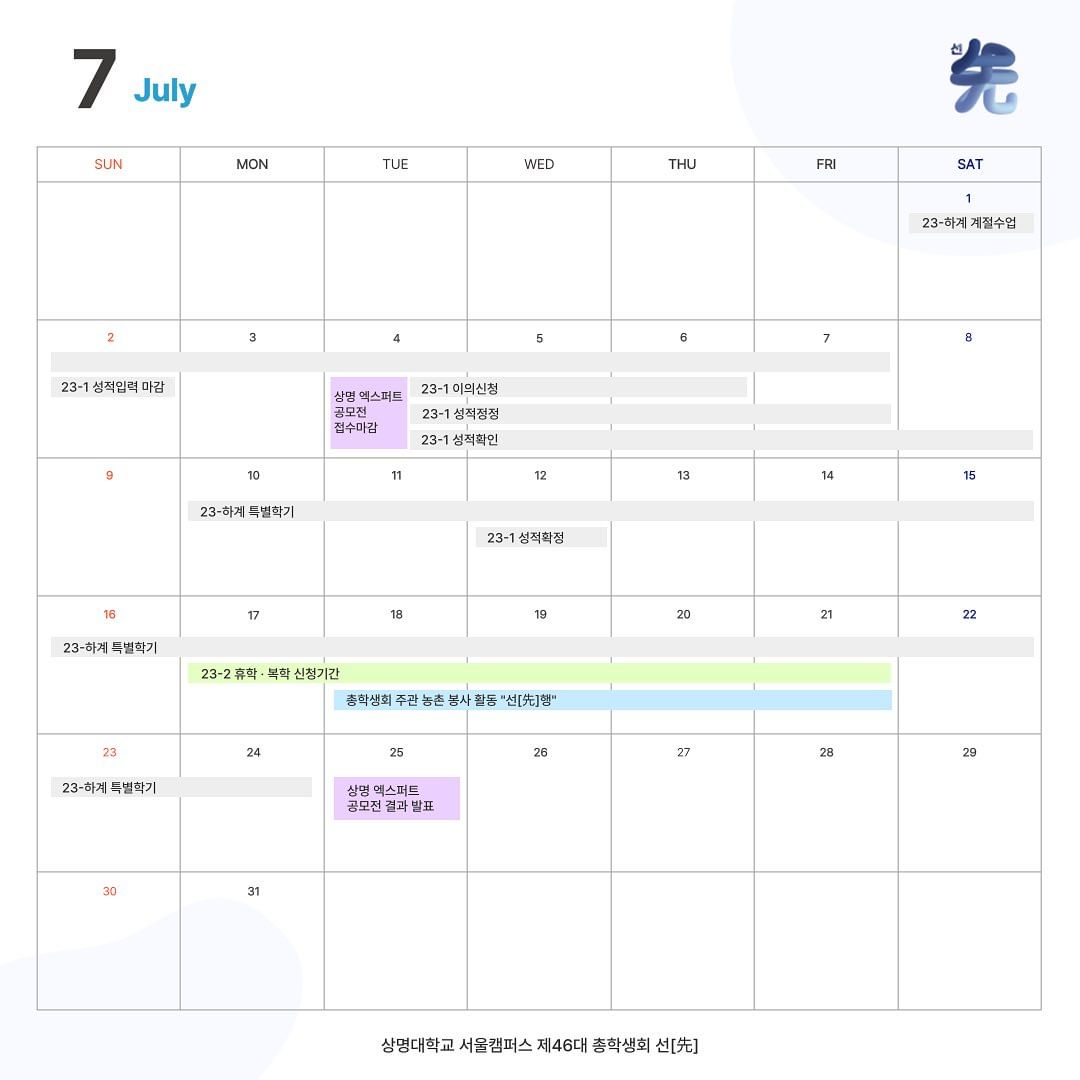 7 July
선 先
SUN MON TUE WED THU FRI SAT
1
23-하계 계절수업
2 3 4 5 6 7 8
23-1 성적입력 마감
상명 엑스퍼트
공모전
접수마감
23-1 이의신청
23-1 성적정정
23-1 성적확인
9 10 11 12 13 14 15
23-하계 특별학기
23-1 성적확정
16 17 18 19 20 21 22
23-하계 특별학기
23-2 휴학 · 복학 신청기간
총학생회 주관 농촌 봉사 활동 "선[先]행"
23 24 25 26 27 28 29
23-하계 특별학기
상명 엑스퍼트
공모전 결과 발표
30 31
상명대학교 서울캠퍼스 제46대 총학생회 선[先]